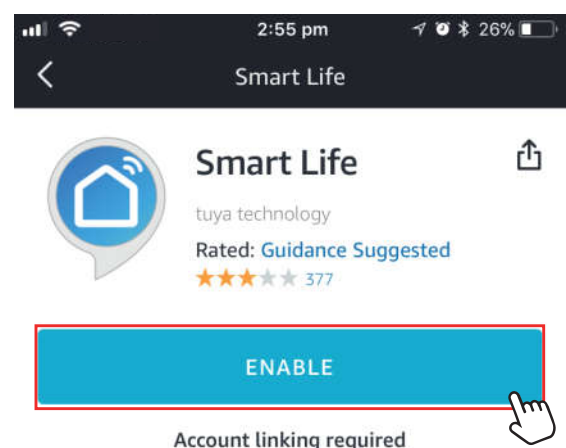 2:55 pm 26%
Smart Life
Smart Life
tuya technology
Rated: Guidance Suggested
377
ENABLE
Account linking required